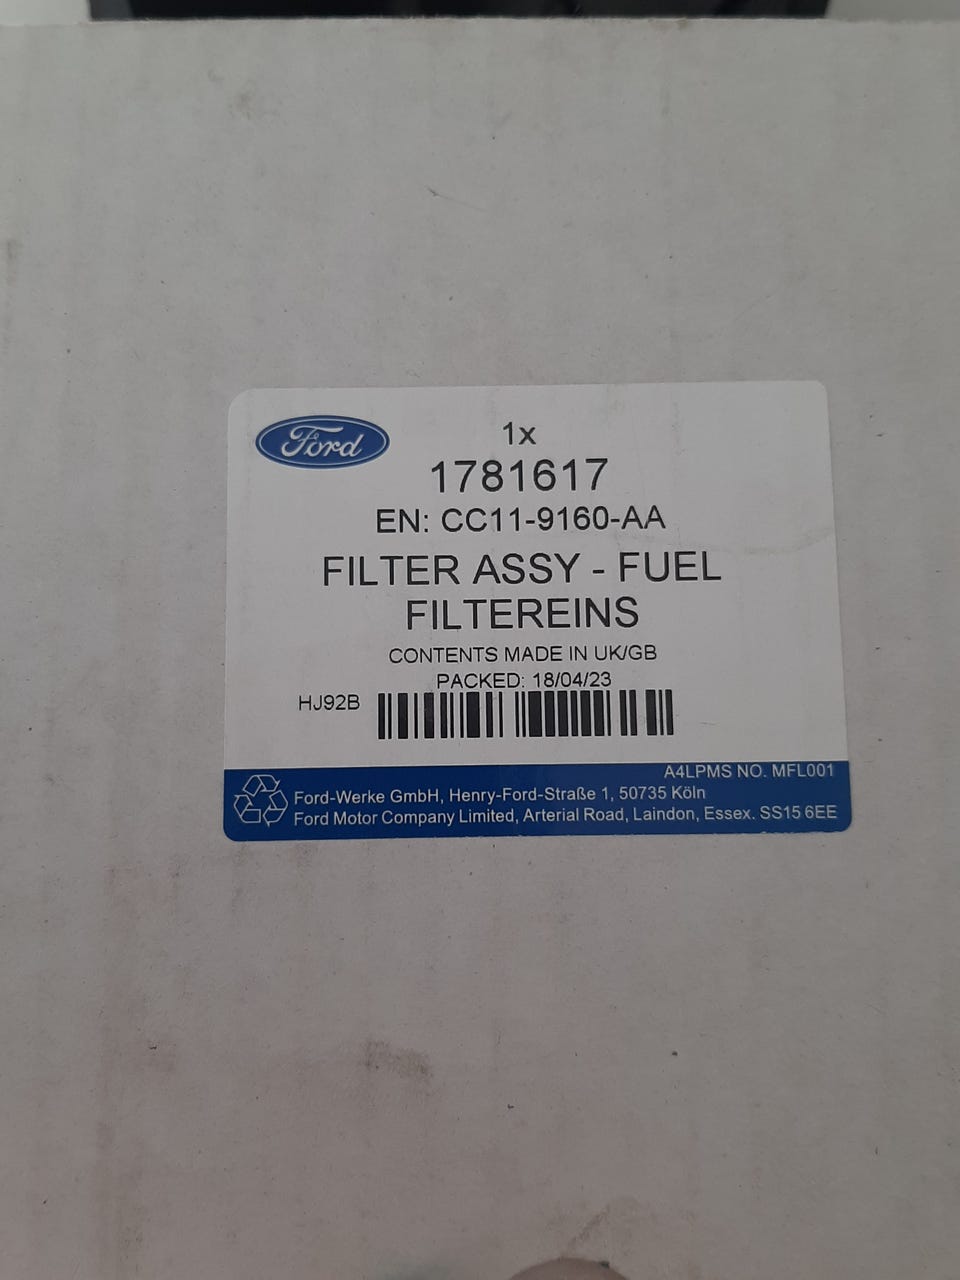 Ford
1x
1781617
EN: CC11-9160-AA
FILTER ASSY - FUEL
FILTEREINS
CONTENTS MADE IN UK/GB
PACKED: 18/04/23
HJ92B
A4LPMS NO. MFL001
Ford-Werke GmbH, Henry-Ford-Straße 1, 50735 Köln
Ford Motor Company Limited, Arterial Road, Laindon, Essex. SS15 6EE